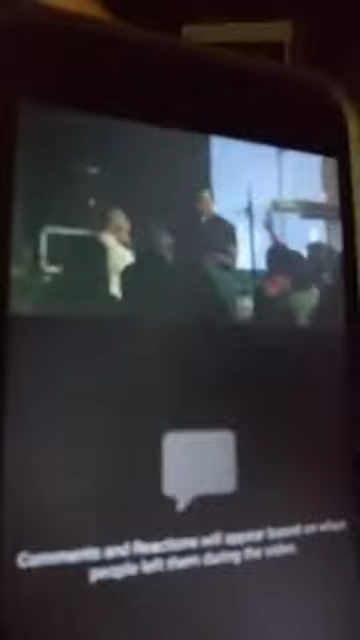 Comments and Reactions will appear based on when
people left them during the video.